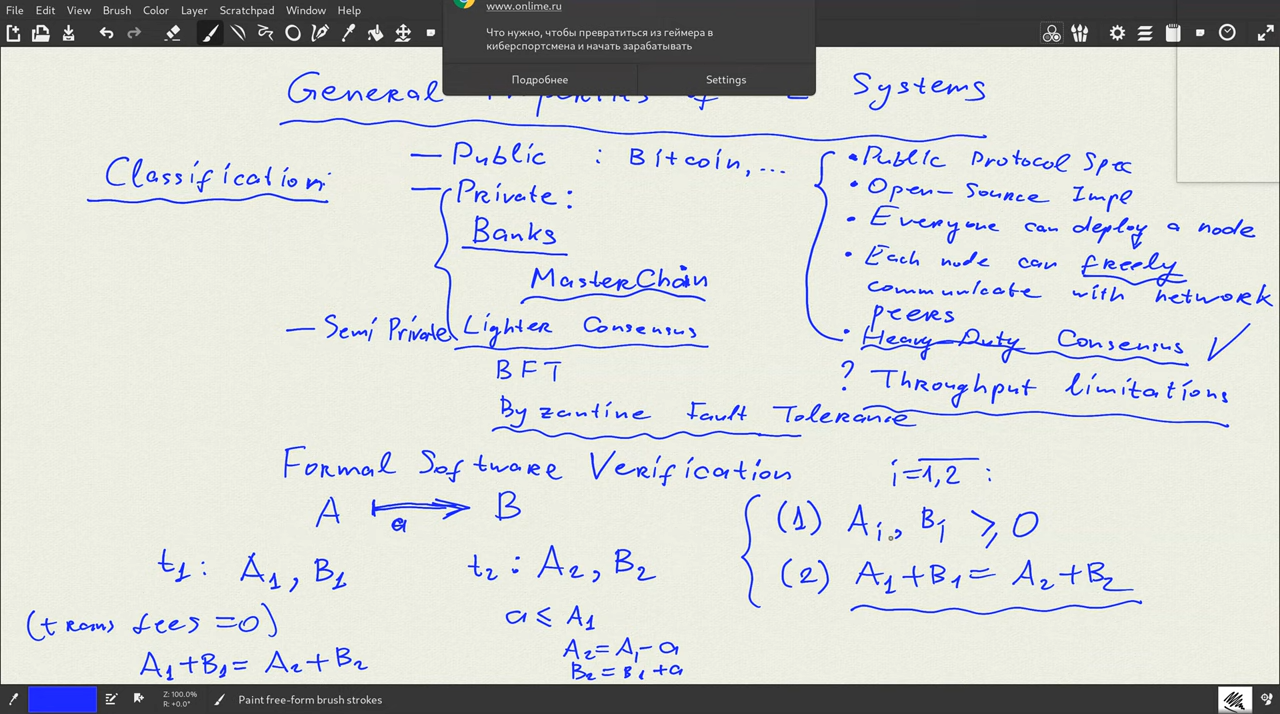 File Edit View Brush Color Layer Scratchpad Window Help
www.onlime.ru
Что нужно, чтобы превратиться из геймера в
киберспортсмена и начать зарабатывать
Подробнее
Settings
General Properties of Systems
Classification
— Public : Bitcoin, ...
— Private:
Banks
MasterChain
— Semi Private
Lighter Consensus
BFT
Byzantine Fault Tolerance
• Public Protocol Spec
• Open-Source Impl
• Everyone can deploy a node
• Each node can freely
communicate with network
peers
• Heavy-Duty Consensus ✓
? Throughput limitations
Formal Software Verification
A ⟼ B
a
t1: A1, B1
t2: A2, B2
(trans fees = 0)
A1+B1 = A2+B2
a ≤ A1
A2 = A1 - a
B2 = B1 + a
i = 1,2 :
(1) Ai, Bi ≥ 0
(2) A1+B1 = A2+B2
Z: 100.0%
R: +0.0°
Paint free-form brush strokes